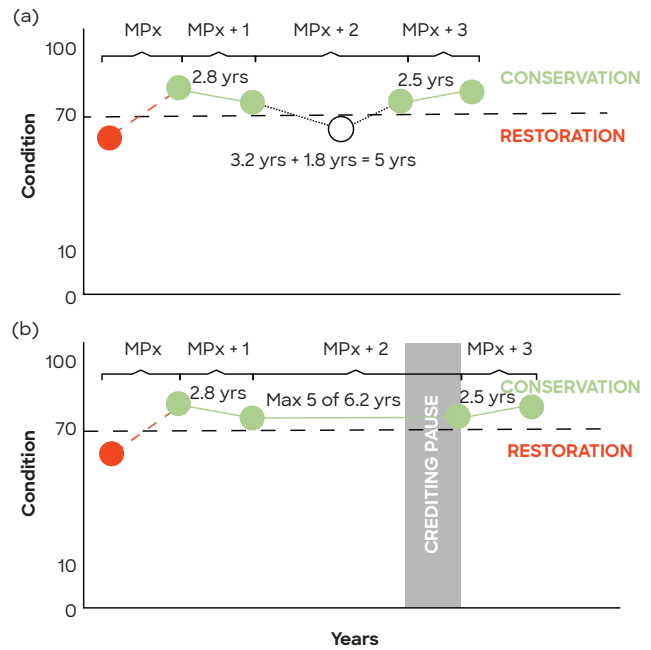 (a)
MPx MPx + 1 MPx + 2 MPx + 3
100
2.8 yrs 2.5 yrs CONSERVATION
70
RESTORATION
3.2 yrs + 1.8 yrs = 5 yrs
Condition
10
0
(b)
MPx MPx + 1 MPx + 2 MPx + 3
100
2.8 yrs Max 5 of 6.2 yrs 2.5 yrs CONSERVATION
70
RESTORATION
CREDITING PAUSE
Condition
10
0
Years